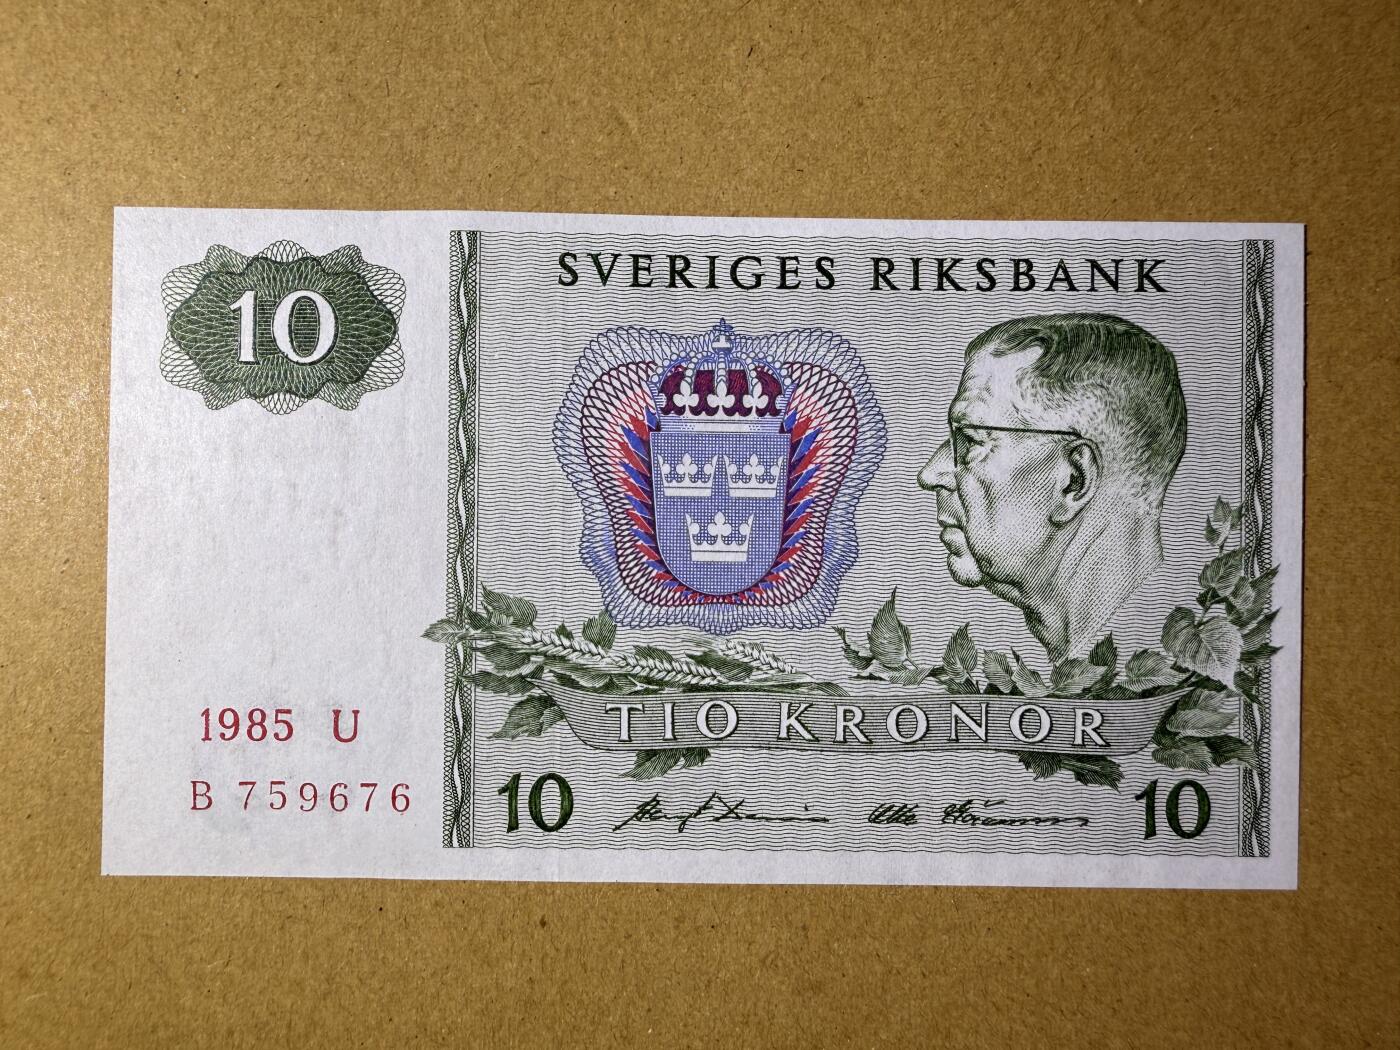 SVERIGES RIKSBANK
10
TIO KRONOR
1985 U
B 759676
10
10